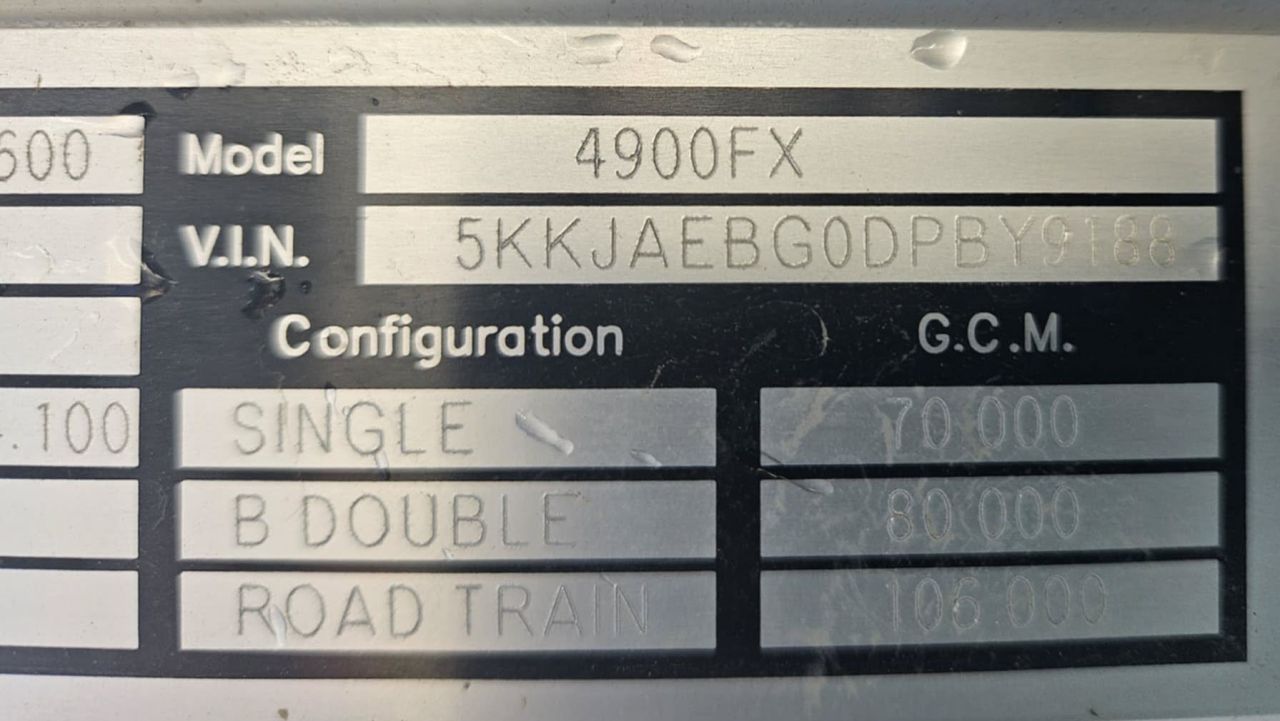 600 Model 4900FX
V.I.N. 5KKJAEBG0DPBY9188
Configuration G.C.M.
.100 SINGLE 70.000
B DOUBLE 80.000
ROAD TRAIN 106.000